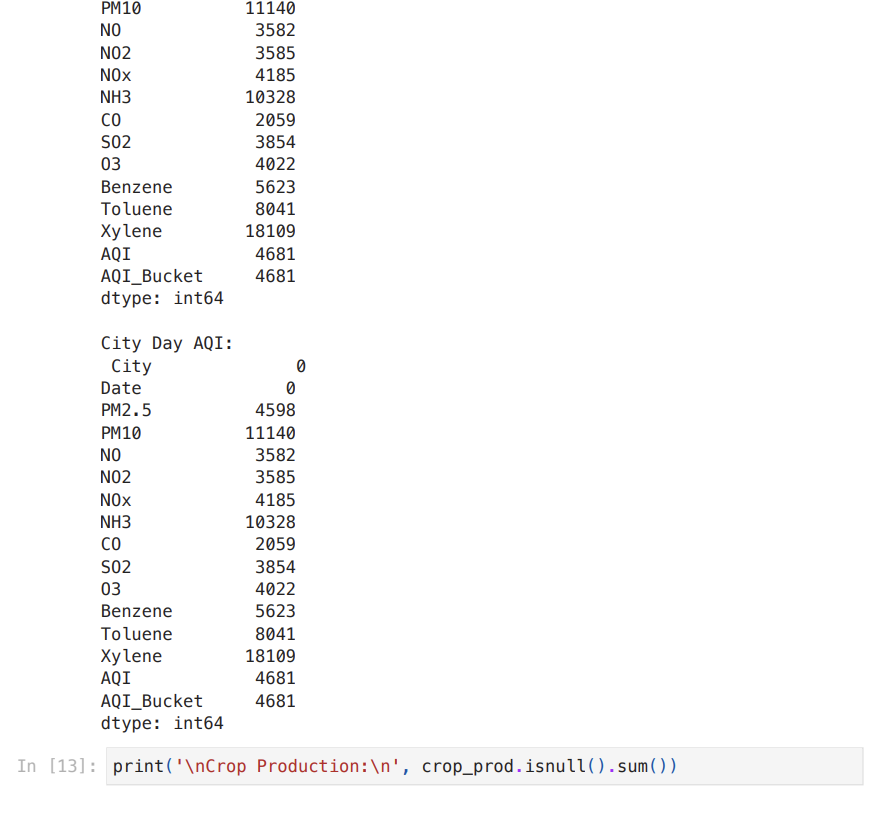 PM10 11140
NO 3582
NO2 3585
NOx 4185
NH3 10328
CO 2059
SO2 3854
O3 4022
Benzene 5623
Toluene 8041
Xylene 18109
AQI 4681
AQI_Bucket 4681
dtype: int64
City Day AQI:
City 0
Date 0
PM2.5 4598
PM10 11140
NO 3582
NO2 3585
NOx 4185
NH3 10328
CO 2059
SO2 3854
O3 4022
Benzene 5623
Toluene 8041
Xylene 18109
AQI 4681
AQI_Bucket 4681
dtype: int64
In [13]: print('\nCrop Production:\n', crop_prod.isnull().sum())